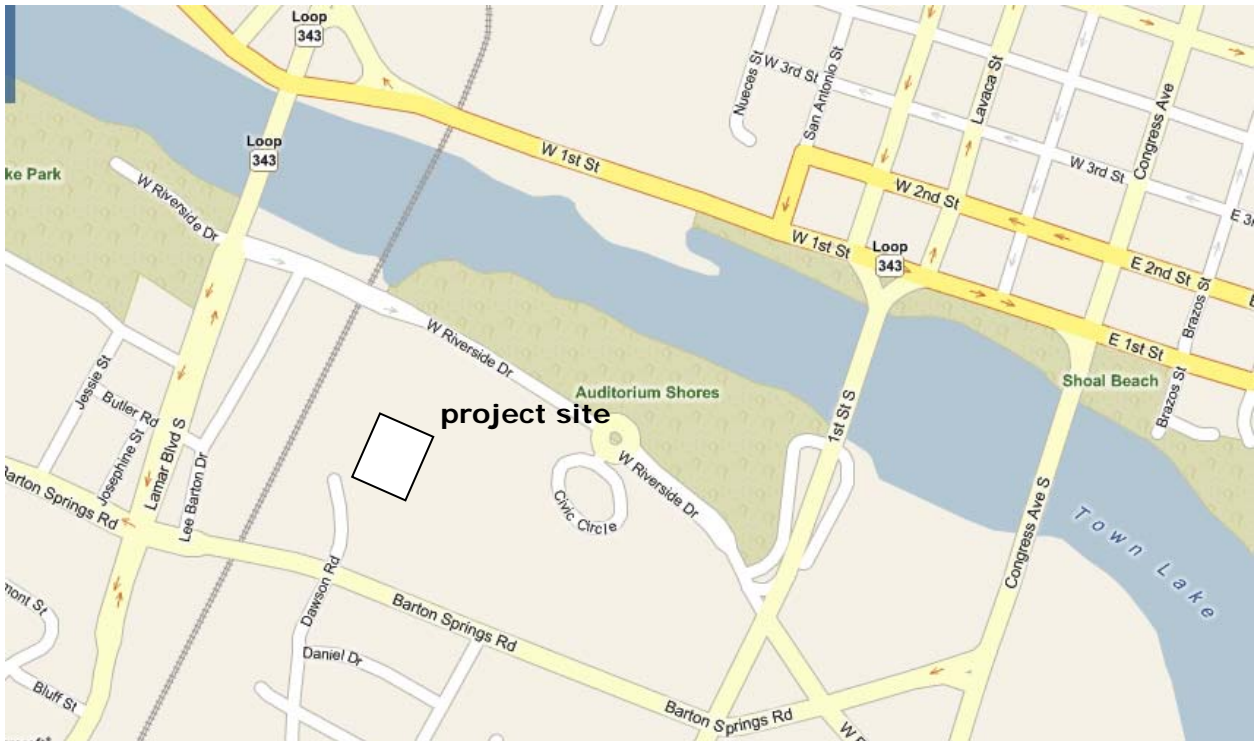 Loop
343
Loop
343
W 1st St
Nueces St
W 3rd St
San Antonio St
Lavaca St
Congress Ave
W 3rd St
W 2nd St
E 2nd St
W 1st St
Loop
343
E 1st St
Brazos St
Brazos St
Shoal Beach
ke Park
W Riverside Dr
W Riverside Dr
Auditorium Shores
project site
Jessie St
Butler Rd
Josephine St
Lamar Blvd S
Lee Barton Dr
Barton Springs Rd
W Riverside Dr
Civic Circle
1st St S
Congress Ave S
Town Lake
Dawson Rd
Barton Springs Rd
Daniel Dr
mont St
Bluff St
Barton Springs Rd